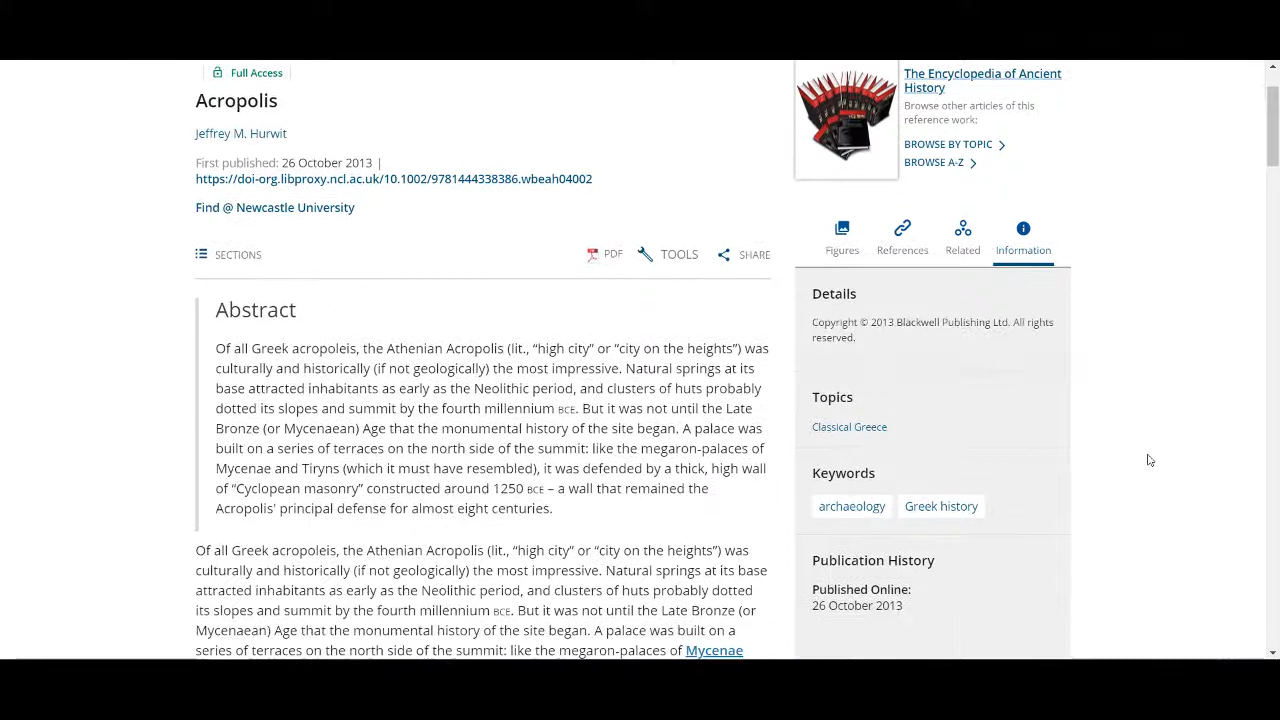 Full Access
Acropolis
Jeffrey M. Hurwit
First published: 26 October 2013 |
https://doi-org.libproxy.ncl.ac.uk/10.1002/9781444338386.wbeah04002
Find @ Newcastle University
SECTIONS
PDF
TOOLS
SHARE
Abstract
Of all Greek acropoleis, the Athenian Acropolis (lit., “high city” or “city on the heights”) was
culturally and historically (if not geologically) the most impressive. Natural springs at its
base attracted inhabitants as early as the Neolithic period, and clusters of huts probably
dotted its slopes and summit by the fourth millennium BCE. But it was not until the Late
Bronze (or Mycenaean) Age that the monumental history of the site began. A palace was
built on a series of terraces on the north side of the summit: like the megaron-palaces of
Mycenae and Tiryns (which it must have resembled), it was defended by a thick, high wall
of “Cyclopean masonry” constructed around 1250 BCE – a wall that remained the
Acropolis' principal defense for almost eight centuries.
Of all Greek acropoleis, the Athenian Acropolis (lit., “high city” or “city on the heights”) was
culturally and historically (if not geologically) the most impressive. Natural springs at its
base attracted inhabitants as early as the Neolithic period, and clusters of huts probably dotted
its slopes and summit by the fourth millennium BCE. But it was not until the Late Bronze (or
Mycenaean) Age that the monumental history of the site began. A palace was built on a
series of terraces on the north side of the summit: like the megaron-palaces of Mycenae
The Encyclopedia of Ancient
History
Browse other articles of this
reference work:
BROWSE BY TOPIC
BROWSE A-Z
Figures
References
Related
Information
Details
Copyright © 2013 Blackwell Publishing Ltd. All rights
reserved.
Topics
Classical Greece
Keywords
archaeology
Greek history
Publication History
Published Online:
26 October 2013